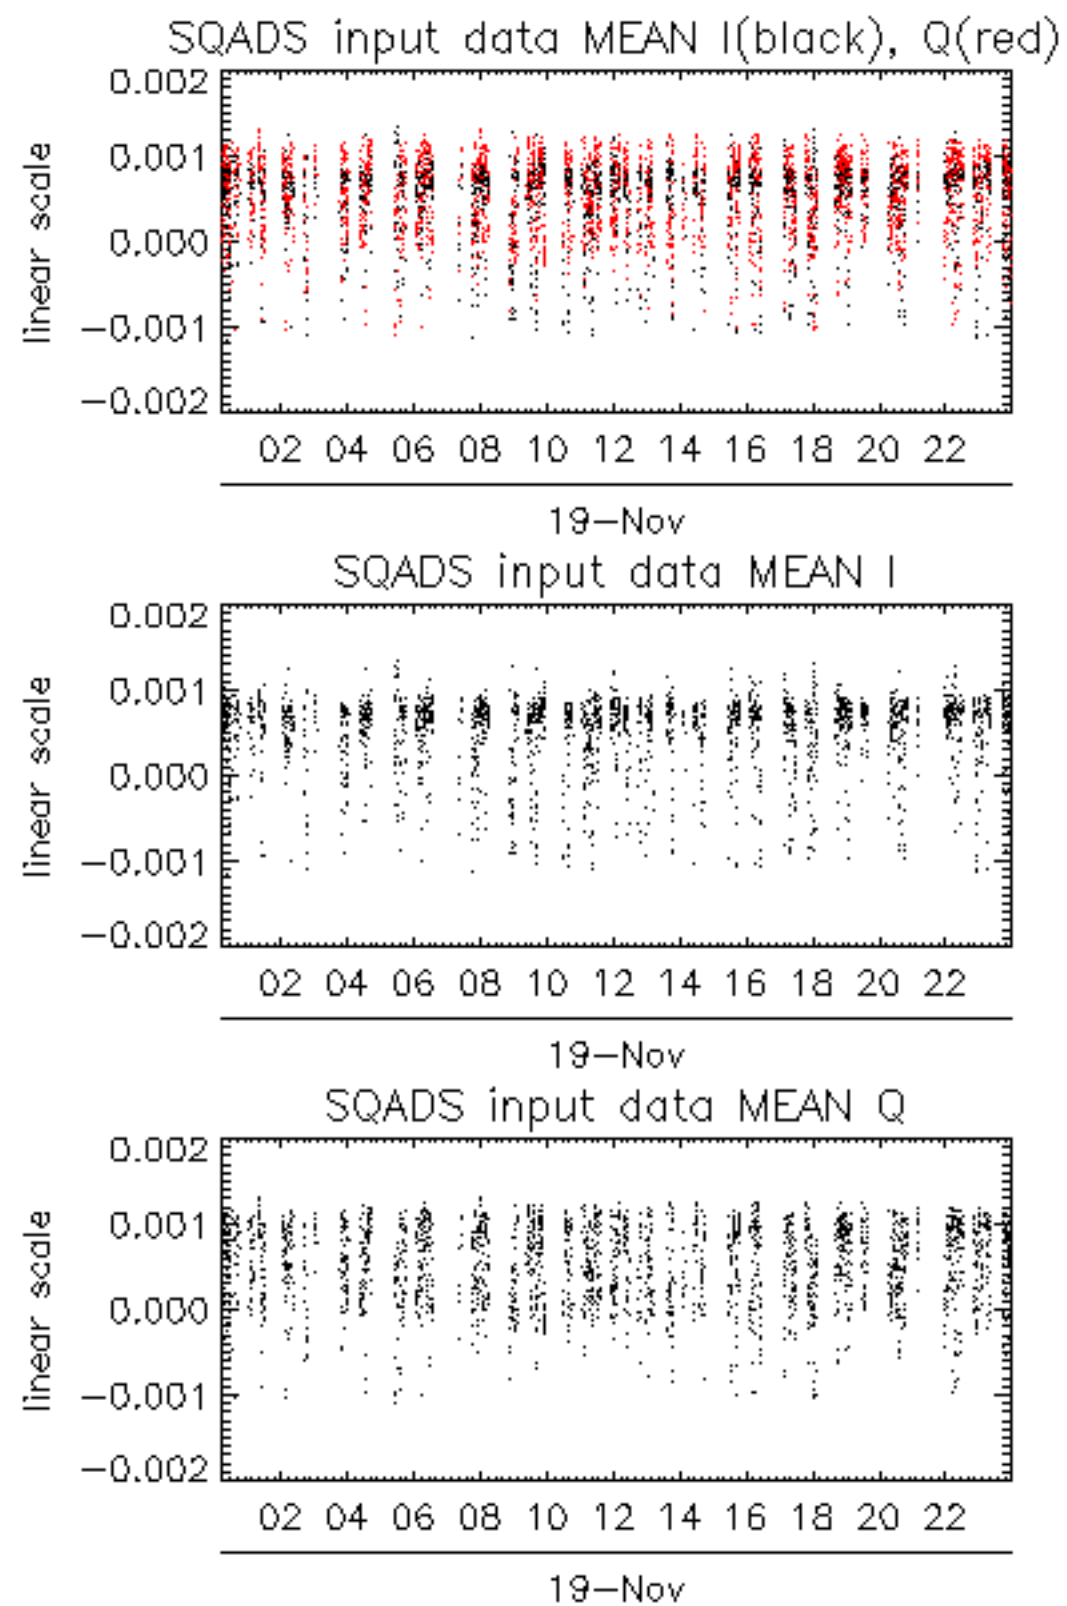 SQADS input data MEAN I(black), Q(red)
0.002
0.001
0.000
−0.001
−0.002
linear scale
02 04 06 08 10 12 14 16 18 20 22
19−Nov
SQADS input data MEAN I
0.002
0.001
0.000
−0.001
−0.002
linear scale
02 04 06 08 10 12 14 16 18 20 22
19−Nov
SQADS input data MEAN Q
0.002
0.001
0.000
−0.001
−0.002
linear scale
02 04 06 08 10 12 14 16 18 20 22
19−Nov